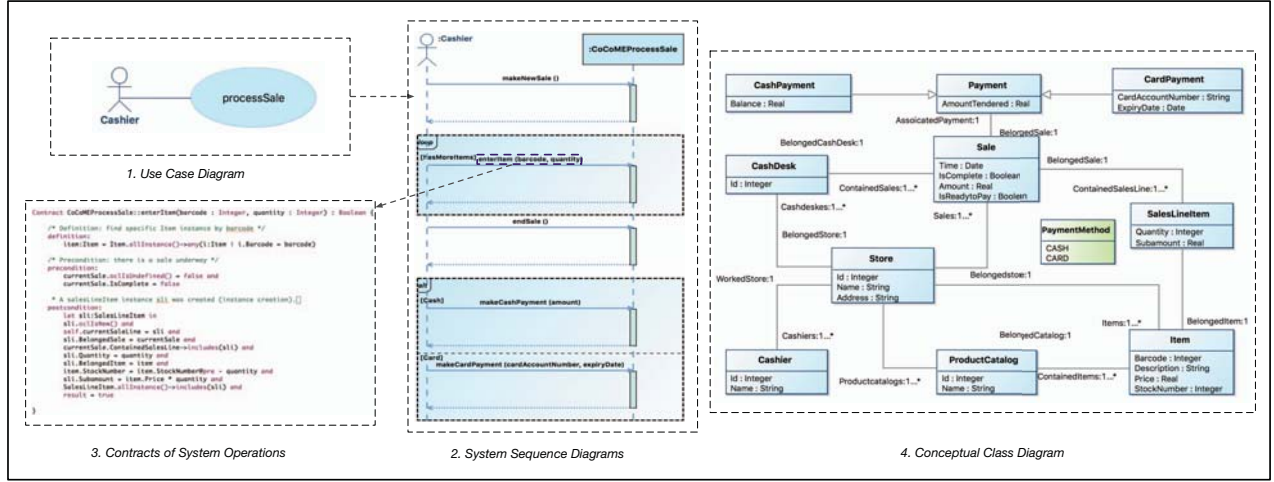 Cashier
processSale
1. Use Case Diagram
:Cashier
:CoCoMEProcessSale
makeNewSale ()
loop
[HasMoreItems]
enterItem (barcode, quantity)
endSale ()
alt
[Cash]
makeCashPayment (amount)
[Card]
makeCardPayment (cardAccountNumber, expiryDate)
2. System Sequence Diagrams
Contract CoCoMEProcessSale::enterItem(barcode : Integer, quantity : Integer) : Boolean {
/* Definition: Find specific Item instance by barcode */
definition:
item:Item = Item.allInstance()->any(i:Item | i.Barcode = barcode)
/* Precondition: there is a sale underway */
precondition:
currentSale.oclIsUndefined() = false and
currentSale.IsComplete = false
* A salesLineItem instance sli was created (instance creation).
postcondition:
let sli:SalesLineItem in
sli.oclIsNew() and
self.currentSaleLine = sli and
sli.BelongedSale = currentSale and
currentSale.ContainedSalesLine->includes(sli) and
sli.Quantity = quantity and
sli.BelongedItem = item and
item.StockNumber = item.StockNumber@pre - quantity and
sli.Subamount = item.Price * quantity and
SalesLineItem.allInstance()->includes(sli) and
result = true
}
3. Contracts of System Operations
CashPayment
Balance : Real
Payment
AmountTendered : Real
CardPayment
CardAccountNumber : String
ExpiryDate : Date
AssoicatedPayment:1
BelongedSale:1
BelongedCashDesk:1
Sale
Time : Date
IsComplete : Boolean
Amount : Real
IsReadytoPay : Boolean
BelongedSale:1
CashDesk
Id : Integer
ContainedSales:1...*
ContainedSalesLine:1...*
Cashdeskes:1...*
Sales:1...*
SalesLineItem
Quantity : Integer
Subamount : Real
PaymentMethod
CASH
CARD
BelongedStore:1
Store
Id : Integer
Name : String
Address : String
WorkedStore:1
Belongedstoe:1
Cashiers:1...*
BelonjedCatalog:1
Items:1...*
BelongedItem:1
Cashier
Id : Integer
Name : String
Productcatalogs:1...*
ProductCatalog
Id : Integer
Name : String
ContainedItems:1...*
Item
Barcode : Integer
Description : String
Price : Real
StockNumber : Integer
4. Conceptual Class Diagram